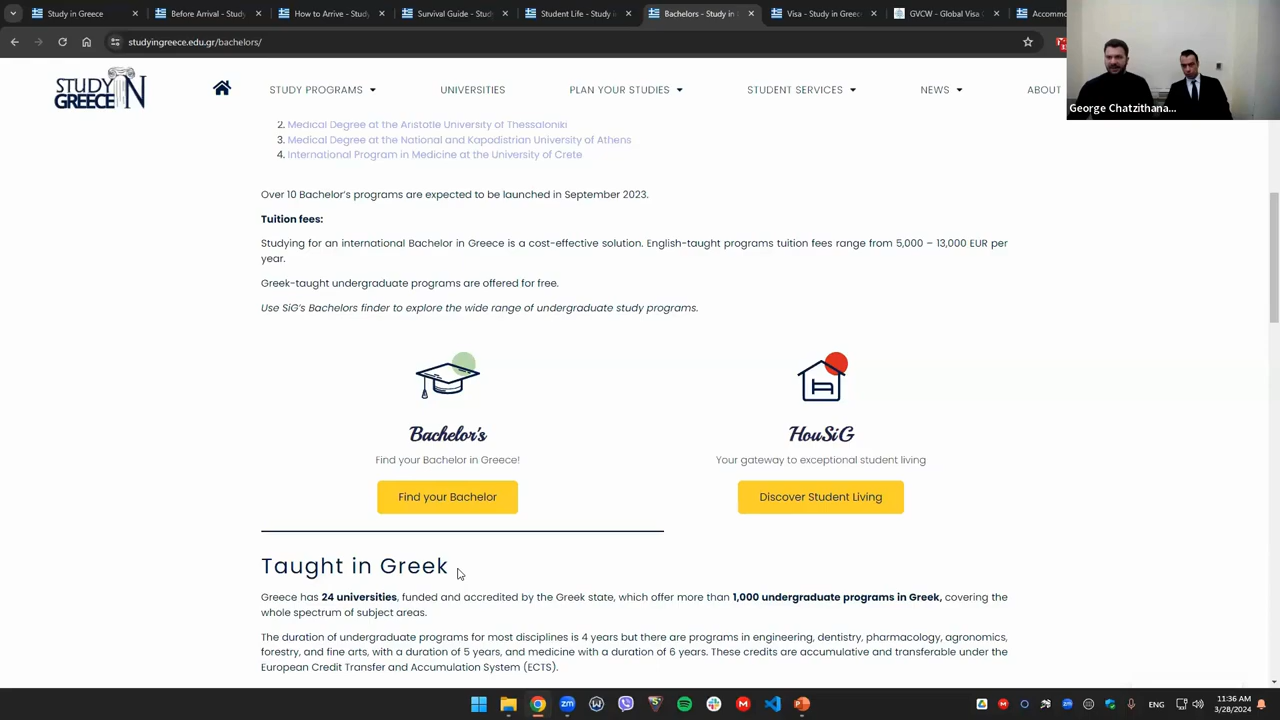 Study in Greece
Before Arrival - Study
How to Arrive - Study
Survival Guide - Study
Student Life - Study in
Bachelors - Study in
Visa - Study in Greece
GVCW - Global Visa C
Accomm
studyingreece.edu.gr/bachelors/
George Chatzithana...
STUDY IN
GREECE
STUDY PROGRAMS
UNIVERSITIES
PLAN YOUR STUDIES
STUDENT SERVICES
NEWS
ABOUT
2. Medical Degree at the Aristotle University of Thessaloniki
3. Medical Degree at the National and Kapodistrian University of Athens
4. International Program in Medicine at the University of Crete
Over 10 Bachelor's programs are expected to be launched in September 2023.
Tuition fees:
Studying for an international Bachelor in Greece is a cost-effective solution. English-taught programs tuition fees range from 5,000 – 13,000 EUR per
year.
Greek-taught undergraduate programs are offered for free.
Use SiG's Bachelors finder to explore the wide range of undergraduate study programs.
Bachelor's
Find your Bachelor in Greece!
Find your Bachelor
HouSiG
Your gateway to exceptional student living
Discover Student Living
Taught in Greek
Greece has 24 universities, funded and accredited by the Greek state, which offer more than 1,000 undergraduate programs in Greek, covering the
whole spectrum of subject areas.
The duration of undergraduate programs for most disciplines is 4 years but there are programs in engineering, dentistry, pharmacology, agronomics,
forestry, and fine arts, with a duration of 5 years, and medicine with a duration of 6 years. These credits are accumulative and transferable under the
European Credit Transfer and Accumulation System (ECTS).
ENG
11:36 AM
3/28/2024